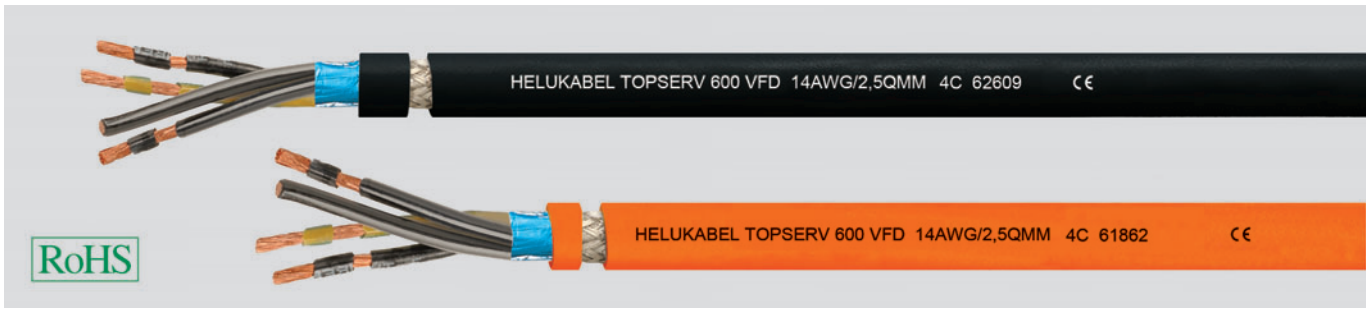 HELUKABEL TOPSERV 600 VFD 14AWG/2,5QMM 4C 62609 CE
HELUKABEL TOPSERV 600 VFD 14AWG/2,5QMM 4C 61862 CE
RoHS